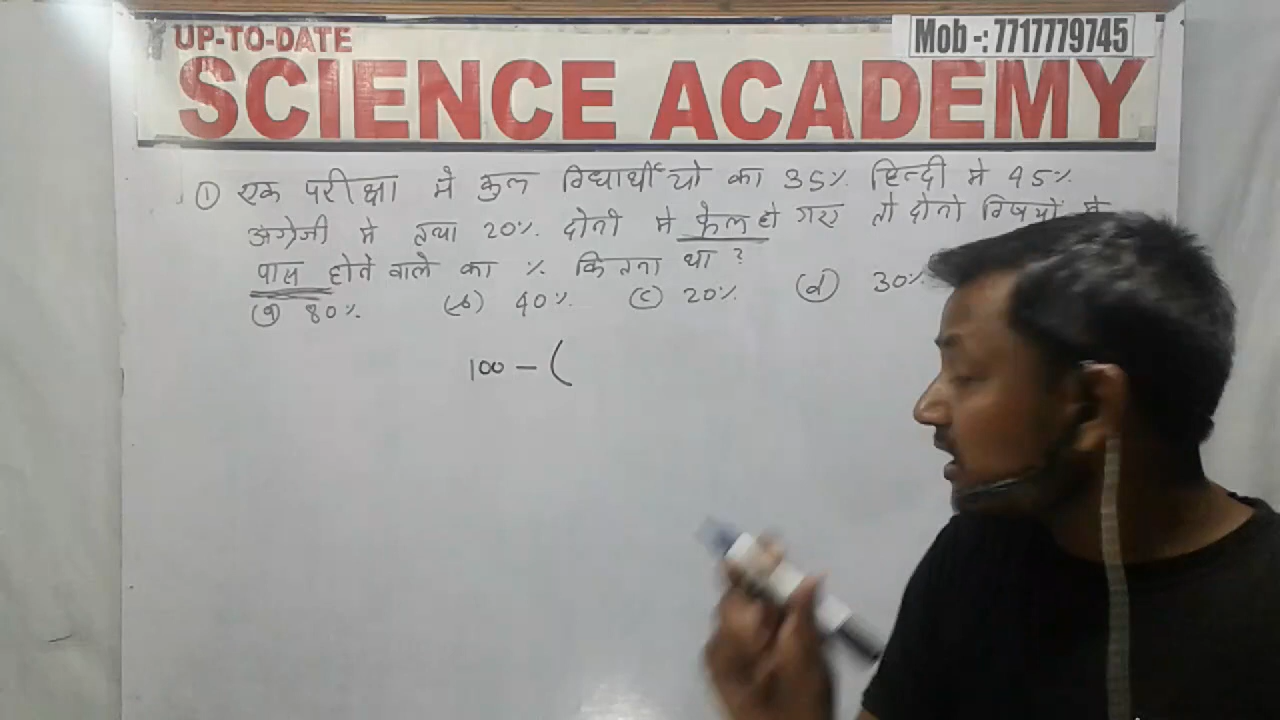 UP-TO-DATE
Mob -: 7717779745
SCIENCE ACADEMY
① एक परीक्षा मे कुल विधार्थीयो का 35% हिन्दी मे 45%
अंग्रेजी मे तथा 20% दोनो मे फेल हो गए तो दोनो विषयों मे
पास होने वाले का % कितना था ?
(a) 80% (b) 40% (c) 20% (d) 30%
100 - (